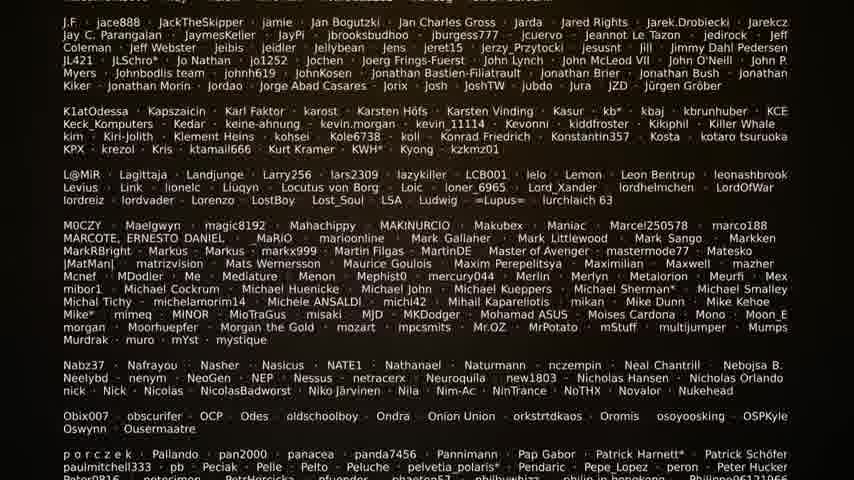 J.F. · jace888 · JackTheSkipper · jamie · Jan Bogutzki · Jan Charles Gross · Jarda · Jared Rights · Jarek.Drobiecki · Jarekcz
Jay C. Parangalan · JaymesKeller · JayPi · jbrooksbudhoo · jburgess777 · jcuervo · Jeannot Le Tazon · jedirock · Jeff
Coleman · Jeff Webster · Jeibis · jeidler · Jellybean · Jens · jeret15 · jerzy_Przytocki · jesusnt · Jill · Jimmy Dahl Pedersen
JL421 · JLSchro* · Jo Nathan · jo1252 · Jochen · Joerg Frings-Fuerst · John Lynch · John McLeod VII · John O'Neill · John P.
Myers · Johnbodlis team · johnh619 · JohnKosen · Jonathan Bastien-Filiatrault · Jonathan Brier · Jonathan Bush · jonathan
Kiker · Jonathan Morin · Jordao · Jorge Abad Casares · Jorix · Josh · JoshTW · jubdo · Jura · JZD · Jürgen Gröber
K1atOdessa · Kapszaicin · Karl Faktor · karost · Karsten Höfs · Karsten Vinding · Kasur · kb* · kbaj · kbrunhuber · KCE
Keck_Komputers · Kedar · keine-ahnung · kevin.morgan · kevin_11114 · Kevonni · kiddfroster · Kikiphil · Killer Whale
kim · Kiri-Jolith · Klement Heins · kohsei · Kole6738 · koll · Konrad Friedrich · Konstantin357 · Kosta · kotaro tsuruoka
KPX · krezol · Kris · ktamail666 · Kurt Kramer · KWH* · Kyong · kzkmz01
L@MiR · Lagittaja · Landjunge · Larry256 · lars2309 · lazykiller · LCB001 · lelo · Lemon · Leon Bentrup · leonashbrook
Levius · Link · lionelc · Liuqyn · Locutus von Borg · Loic · loner_6965 · Lord_Xander · lordhelmchen · LordOfWar
lordreiz · lordvader · Lorenzo · LostBoy · Lost_Soul · LSA · Ludwig · =Lupus= · lurchlaich 63
M0CZY · Maelgwyn · magic8192 · Mahachippy · MAKINURCIO · Makubex · Maniac · Marcel250578 · marco188
MARCOTE, ERNESTO DANIEL · _MaRiO · marioonline · Mark Gallaher · Mark Littlewood · Mark Sango · Markken
MarkRBright · Markus · Markus · markx999 · Martin Filgas · MartinDE · Master of Avenger · mastermode77 · Matesko
[MatMan] · matrizvision · Mats Wernersson · Maurice Goulois · Maxim Perepelitsya · Maximilian · Maxwell · mazher
Mcnef · MDodler · Me · Mediature · Menon · Mephist0 · mercury044 · Merlin · Merlyn · Metalorion · Meurfi · Mex
mibor1 · Michael Cockrum · Michael Huenicke · Michael John · Michael Kueppers · Michael Sherman* · Michael Smalley
Michal Tichy · michelamorim14 · Michele ANSALDI · michl42 · Mihail Kapareliotis · mikan · Mike Dunn · Mike Kehoe
Mike* · mimeq · MiNOR · MioTraGus · misaki · MJD · MKDodger · Mohamad ASUS · Moises Cardona · Mono · Moon_E
morgan · Moorhuepfer · Morgan the Gold · mozart · mpcsmits · Mr.OZ · MrPotato · mStuff · multijumper · Mumps
Murdrak · muro · mYst · mystique
Nabz37 · Nafrayou · Nasher · Nasicus · NATE1 · Nathanael · Naturmann · nczempin · Neal Chantrill · Nebojsa B.
Neelybd · nenym · NeoGen · NEP · Nessus · netracerx · Neuroquila · new1803 · Nicholas Hansen · Nicholas Orlando
nick · Nick · Nicolas · NicolasBadworst · Niko Järvinen · Nila · Nim-Ac · NinTrance · NoTHX · Novalor · Nukehead
Obix007 · obscurifer · OCP · Odes · oldschoolboy · Ondra · Onion Union · orkstrtdkaos · Oromis · osoyoosking · OSPKyle
Oswynn · Ousermaatre
p o r c z e k · Pallando · pan2000 · panacea · panda7456 · Pannimann · Pap Gabor · Patrick Harnett* · Patrick Schöfer
paulmitchell333 · pb · Peciak · Pelle · Pelto · Peluche · pelvetia_polaris* · Pendaric · Pepe_Lopez · peron · Peter Hucker